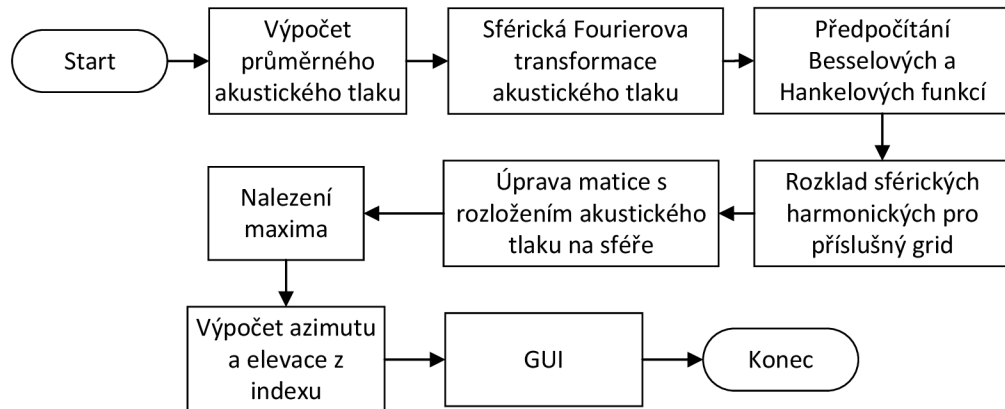 Start
Výpočet
průměrného
akustického tlaku
Sférická Fourierova
transformace
akustického tlaku
Předpočítání
Besselových a
Hankelových funkcí
Rozklad sférických
harmonických pro
příslušný grid
Úprava matice s
rozložením akustického
tlaku na sféře
Nalezení
maxima
Výpočet azimutu
a elevace z
indexu
GUI
Konec